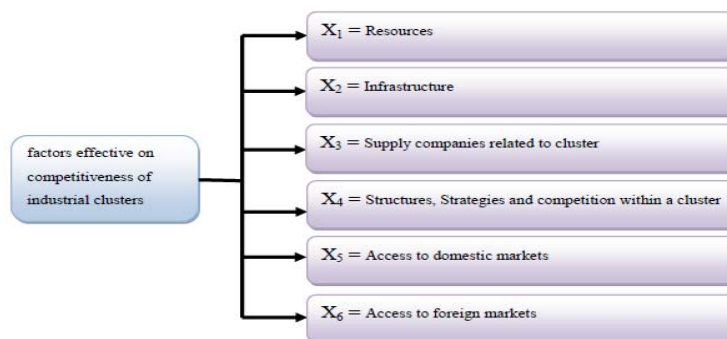 X₁ = Resources
X₂ = Infrastructure
factors effective on
competitiveness of
industrial clusters
X₃ = Supply companies related to cluster
X₄ = Structures, Strategies and competition within a cluster
X₅ = Access to domestic markets
X₆ = Access to foreign markets